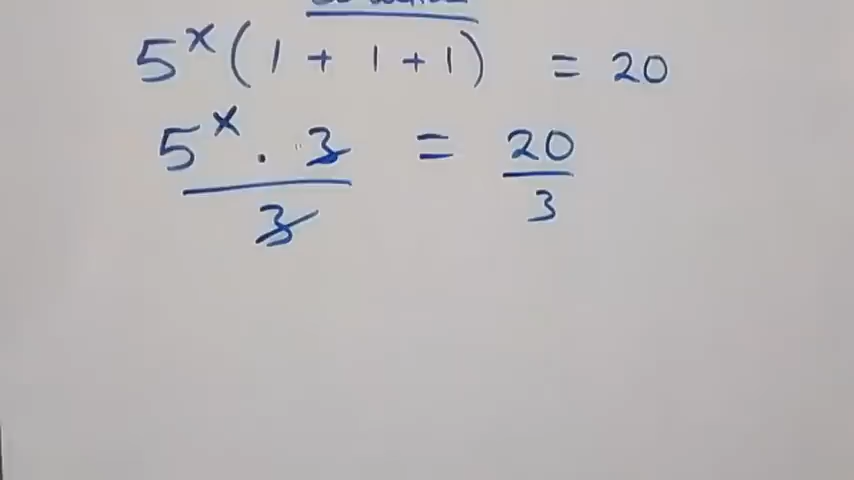 5^x (1 + 1 + 1) = 20
5^x . 3 / 3 = 20 / 3